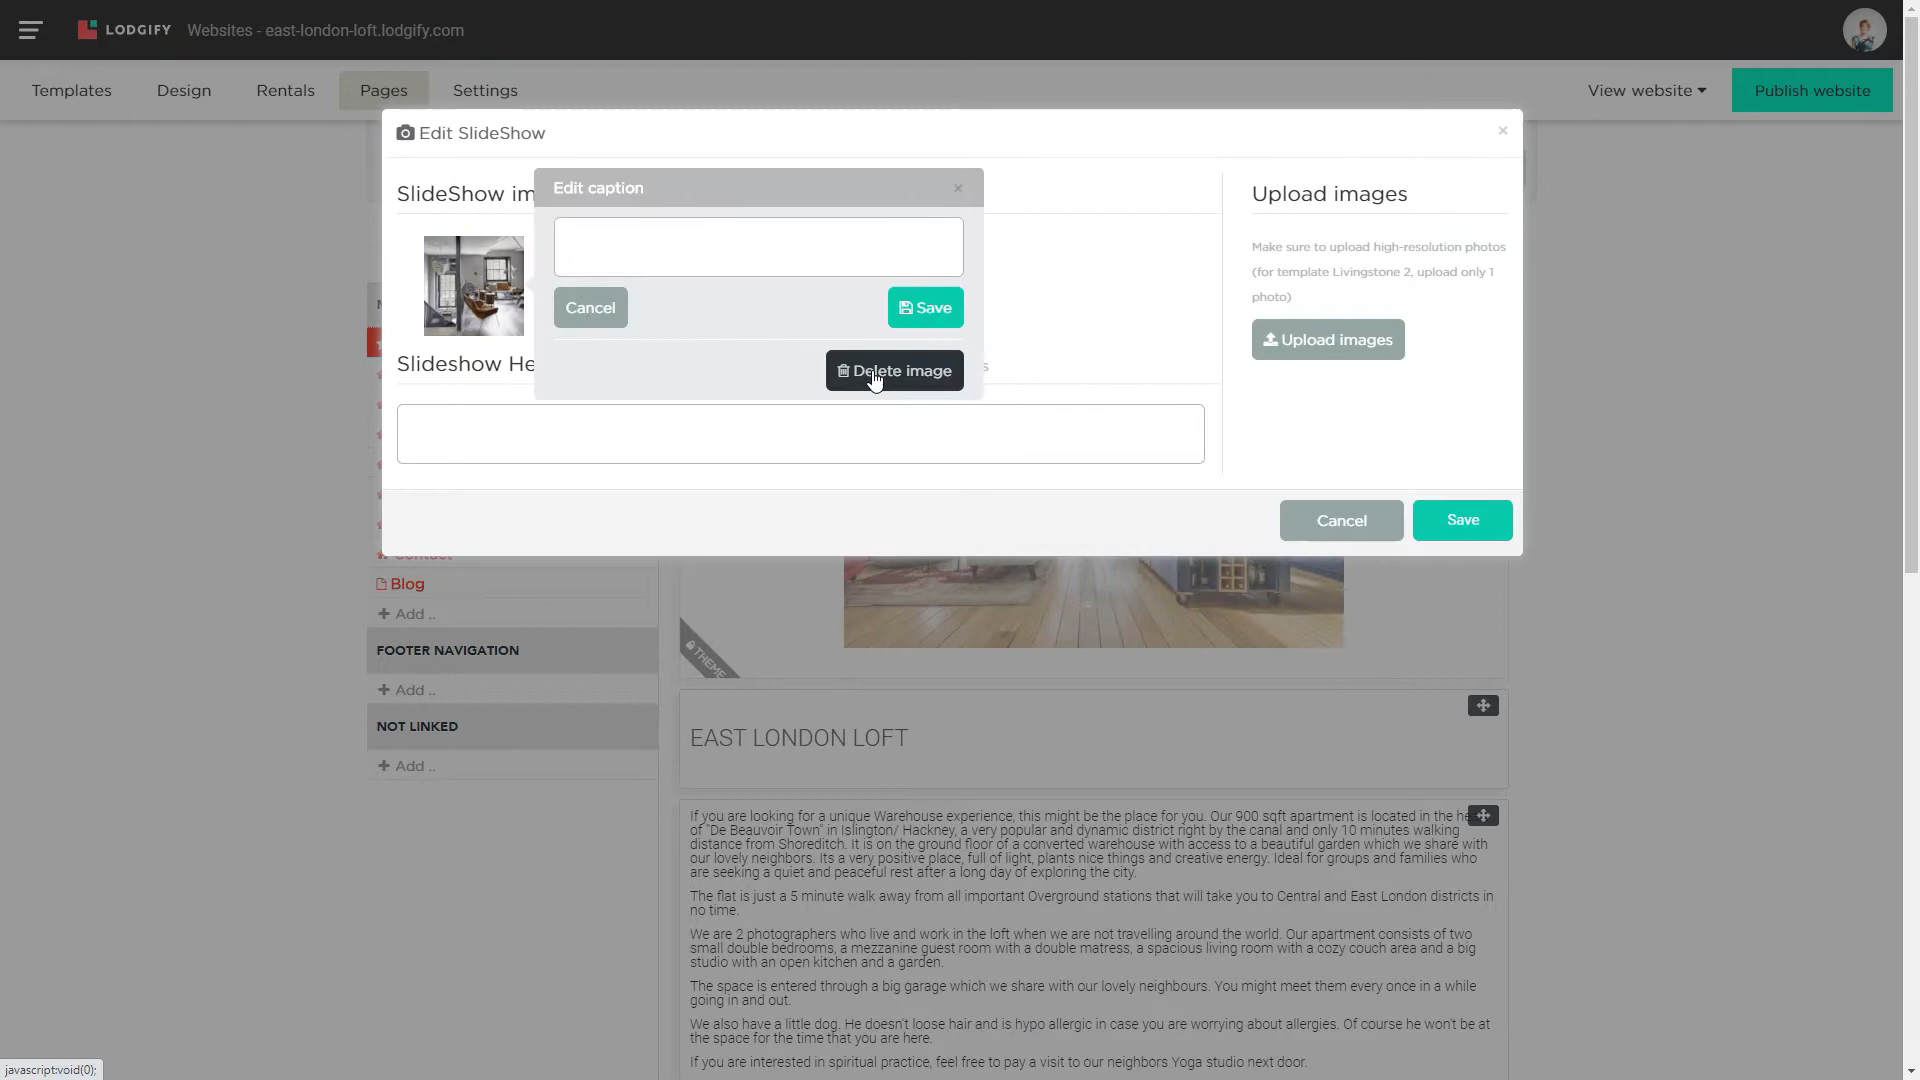 LODGIFY Websites - east-london-loft.lodgify.com
Templates Design Rentals Pages Settings View website Publish website
Edit SlideShow ×
SlideShow im
Edit caption ×
Cancel Save
Delete image
Slideshow He
s
Upload images
Make sure to upload high-resolution photos
(for template Livingstone 2, upload only 1
photo)
Upload images
Cancel Save
Blog
+ Add ..
FOOTER NAVIGATION
+ Add ..
NOT LINKED
+ Add ..
THEME
EAST LONDON LOFT
If you are looking for a unique Warehouse experience, this might be the place for you. Our 900 sqft apartment is located in the he
of "De Beauvoir Town" in Islington/ Hackney, a very popular and dynamic district right by the canal and only 10 minutes walking
distance from Shoreditch. It is on the ground floor of a converted warehouse with access to a beautiful garden which we share with
our lovely neighbors. Its a very positive place, full of light, plants nice things and creative energy. Ideal for groups and families who
are seeking a quiet and peaceful rest after a long day of exploring the city.
The flat is just a 5 minute walk away from all important Overground stations that will take you to Central and East London districts in
no time.
We are 2 photographers who live and work in the loft when we are not travelling around the world. Our apartment consists of two
small double bedrooms, a mezzanine guest room with a double matress, a spacious living room with a cozy couch area and a big
studio with an open kitchen and a garden.
The space is entered through a big garage which we share with our lovely neighbours. You might meet them every once in a while
going in and out.
We also have a little dog. He doesn't loose hair and is hypo allergic in case you are worrying about allergies. Of course he won't be at
the space for the time that you are here.
If you are interested in spiritual practice, feel free to pay a visit to our neighbors Yoga studio next door.
javascript:void(0);